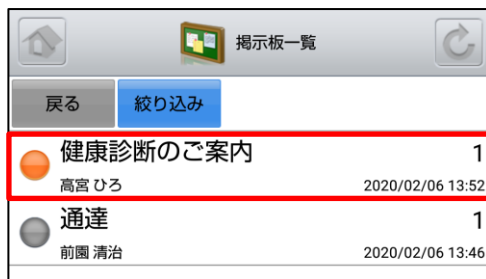 掲示板一覧
戻る 絞り込み
健康診断のご案内 1
高宮 ひろ 2020/02/06 13:52
通達 1
前園 清治 2020/02/06 13:46